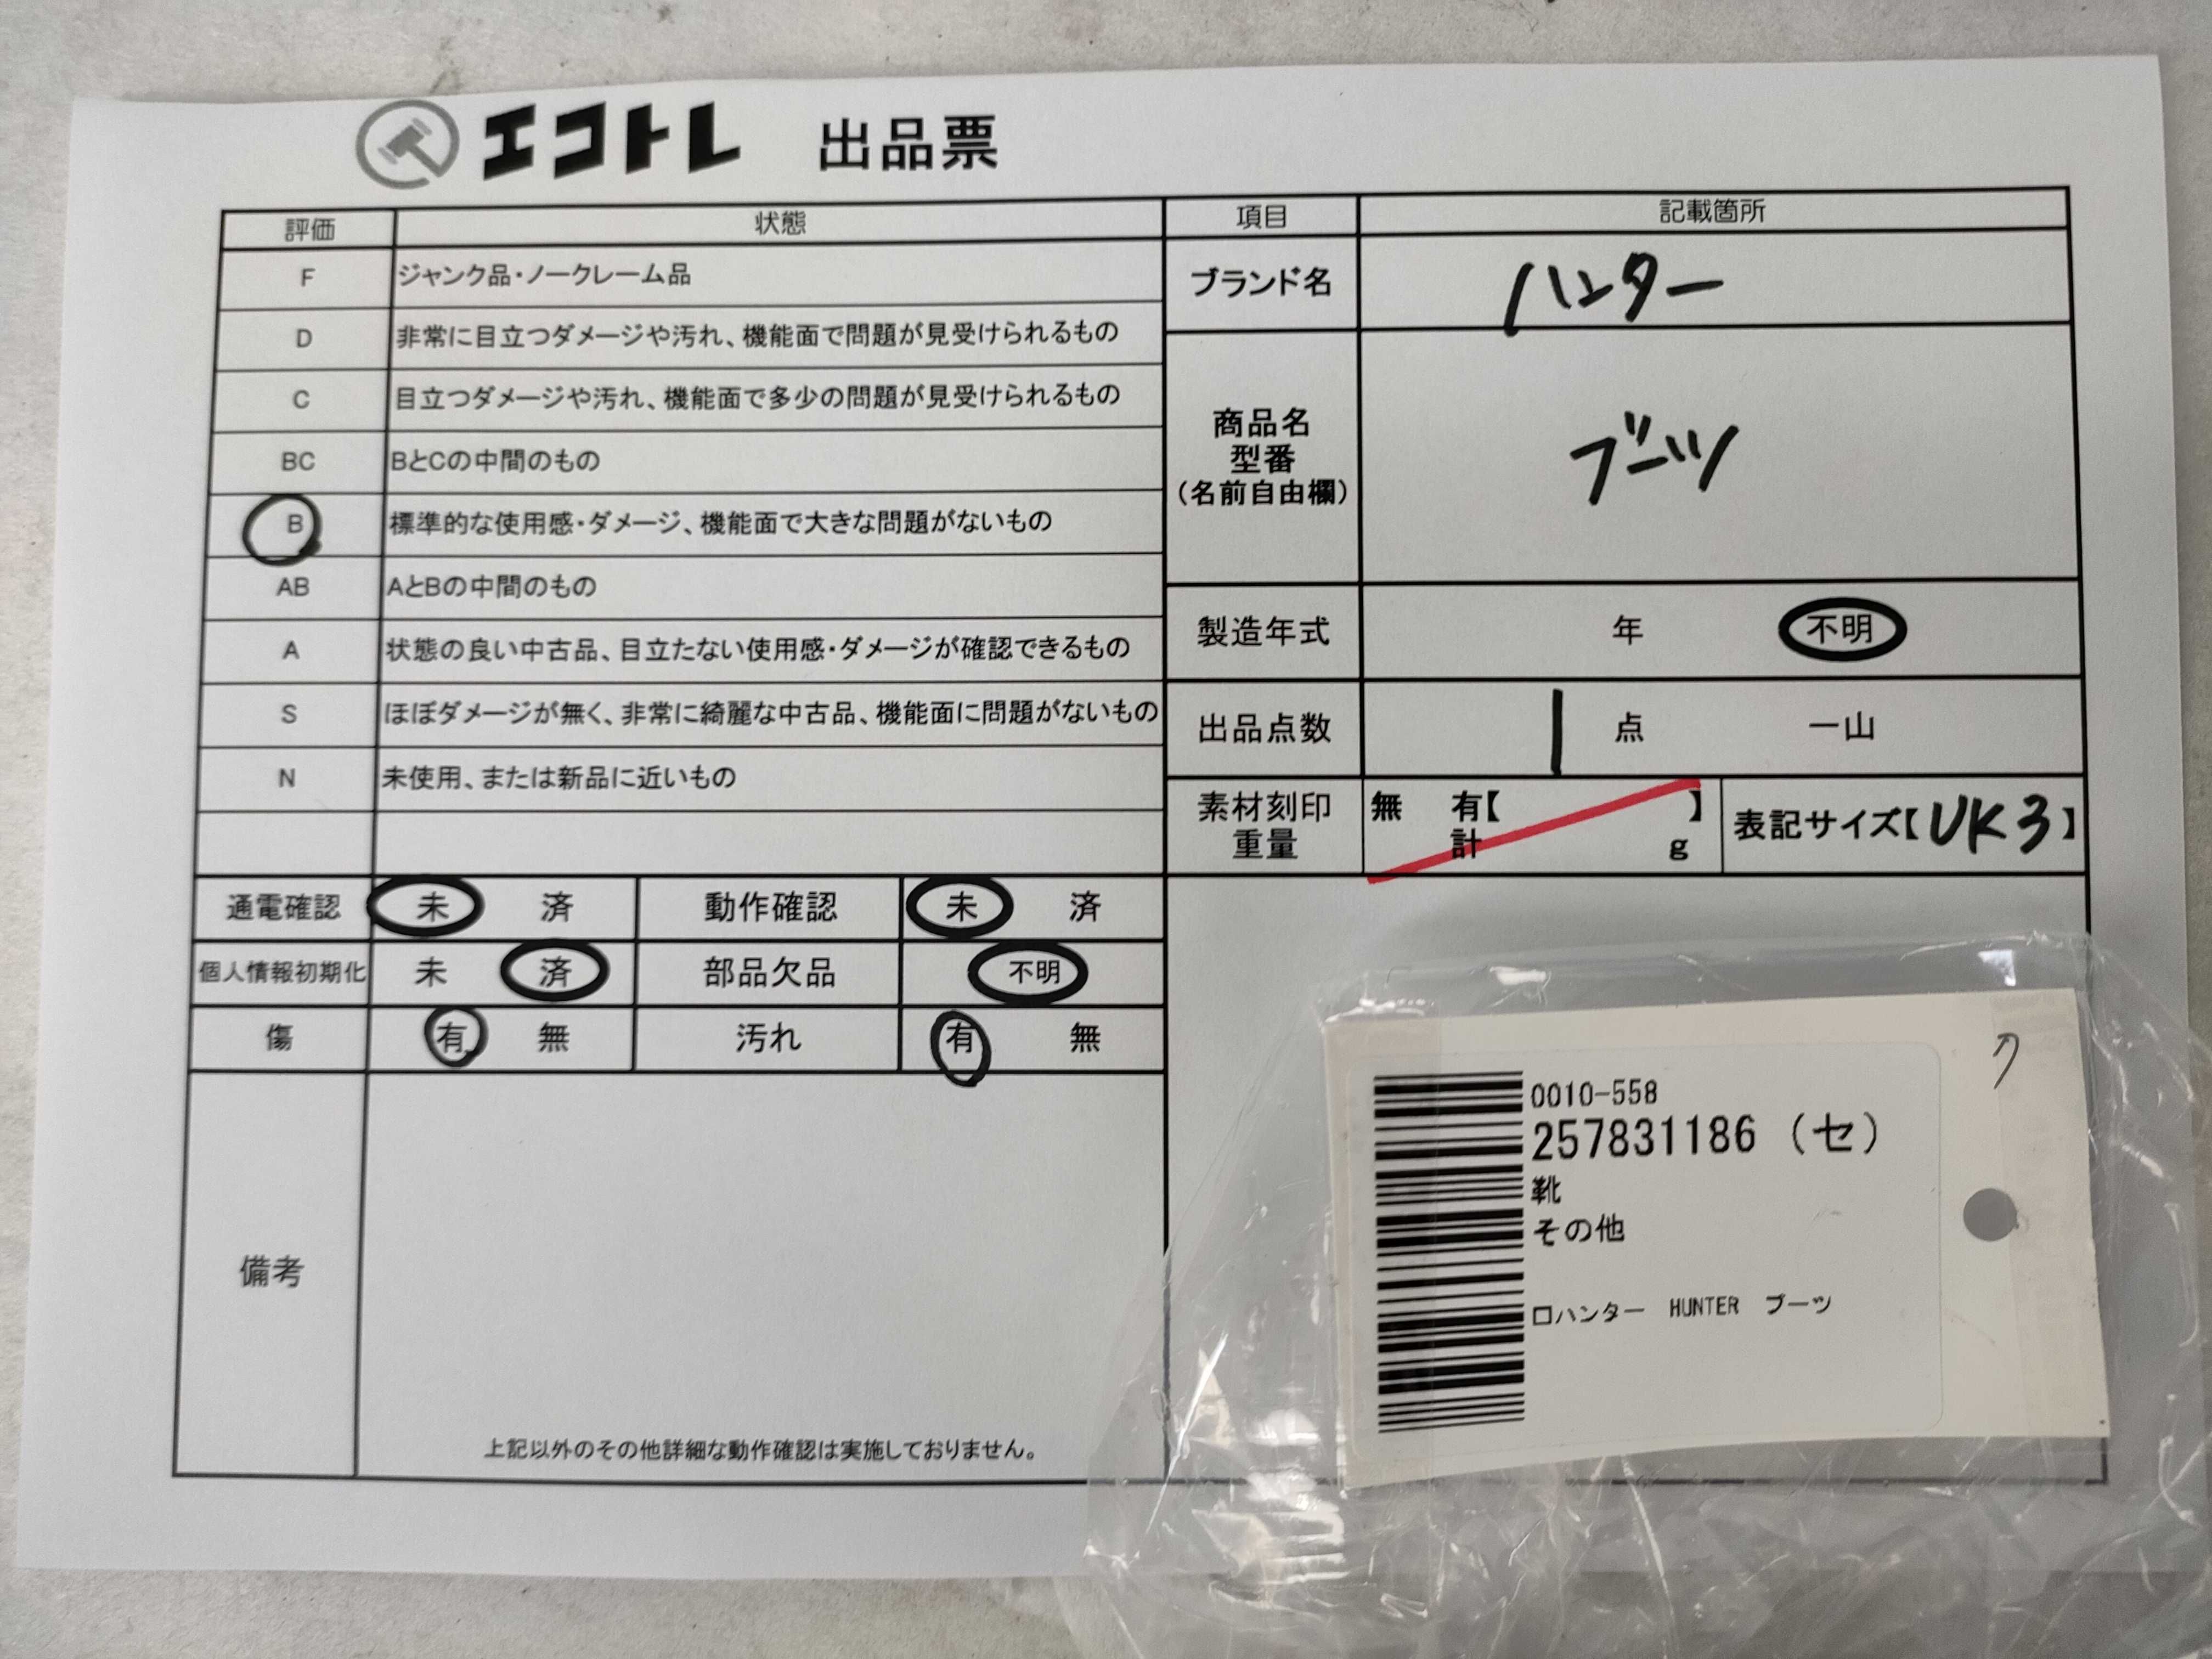 エコトレ 出品票
評価 状態
F ジャンク品・ノークレーム品
D 非常に目立つダメージや汚れ、機能面で問題が見受けられるもの
C 目立つダメージや汚れ、機能面で多少の問題が見受けられるもの
BC BとCの中間のもの
B 標準的な使用感・ダメージ、機能面で大きな問題がないもの
AB AとBの中間のもの
A 状態の良い中古品、目立たない使用感・ダメージが確認できるもの
S ほぼダメージが無く、非常に綺麗な中古品、機能面に問題がないもの
N 未使用、または新品に近いもの
通電確認 未 済 動作確認 未 済
個人情報初期化 未 済 部品欠品 不明
傷 有 無 汚れ 有 無
備考
上記以外のその他詳細な動作確認は実施しておりません。
項目 記載箇所
ブランド名 ハンター
商品名
型番
(名前自由欄)
ブーツ
製造年式 年 不明
出品点数 1 点 一山
素材刻印 無 有【 】
重量 計 g
表記サイズ【UK3】
0010-558
257831186 (セ)
靴
その他
口ハンター HUNTER ブーツ